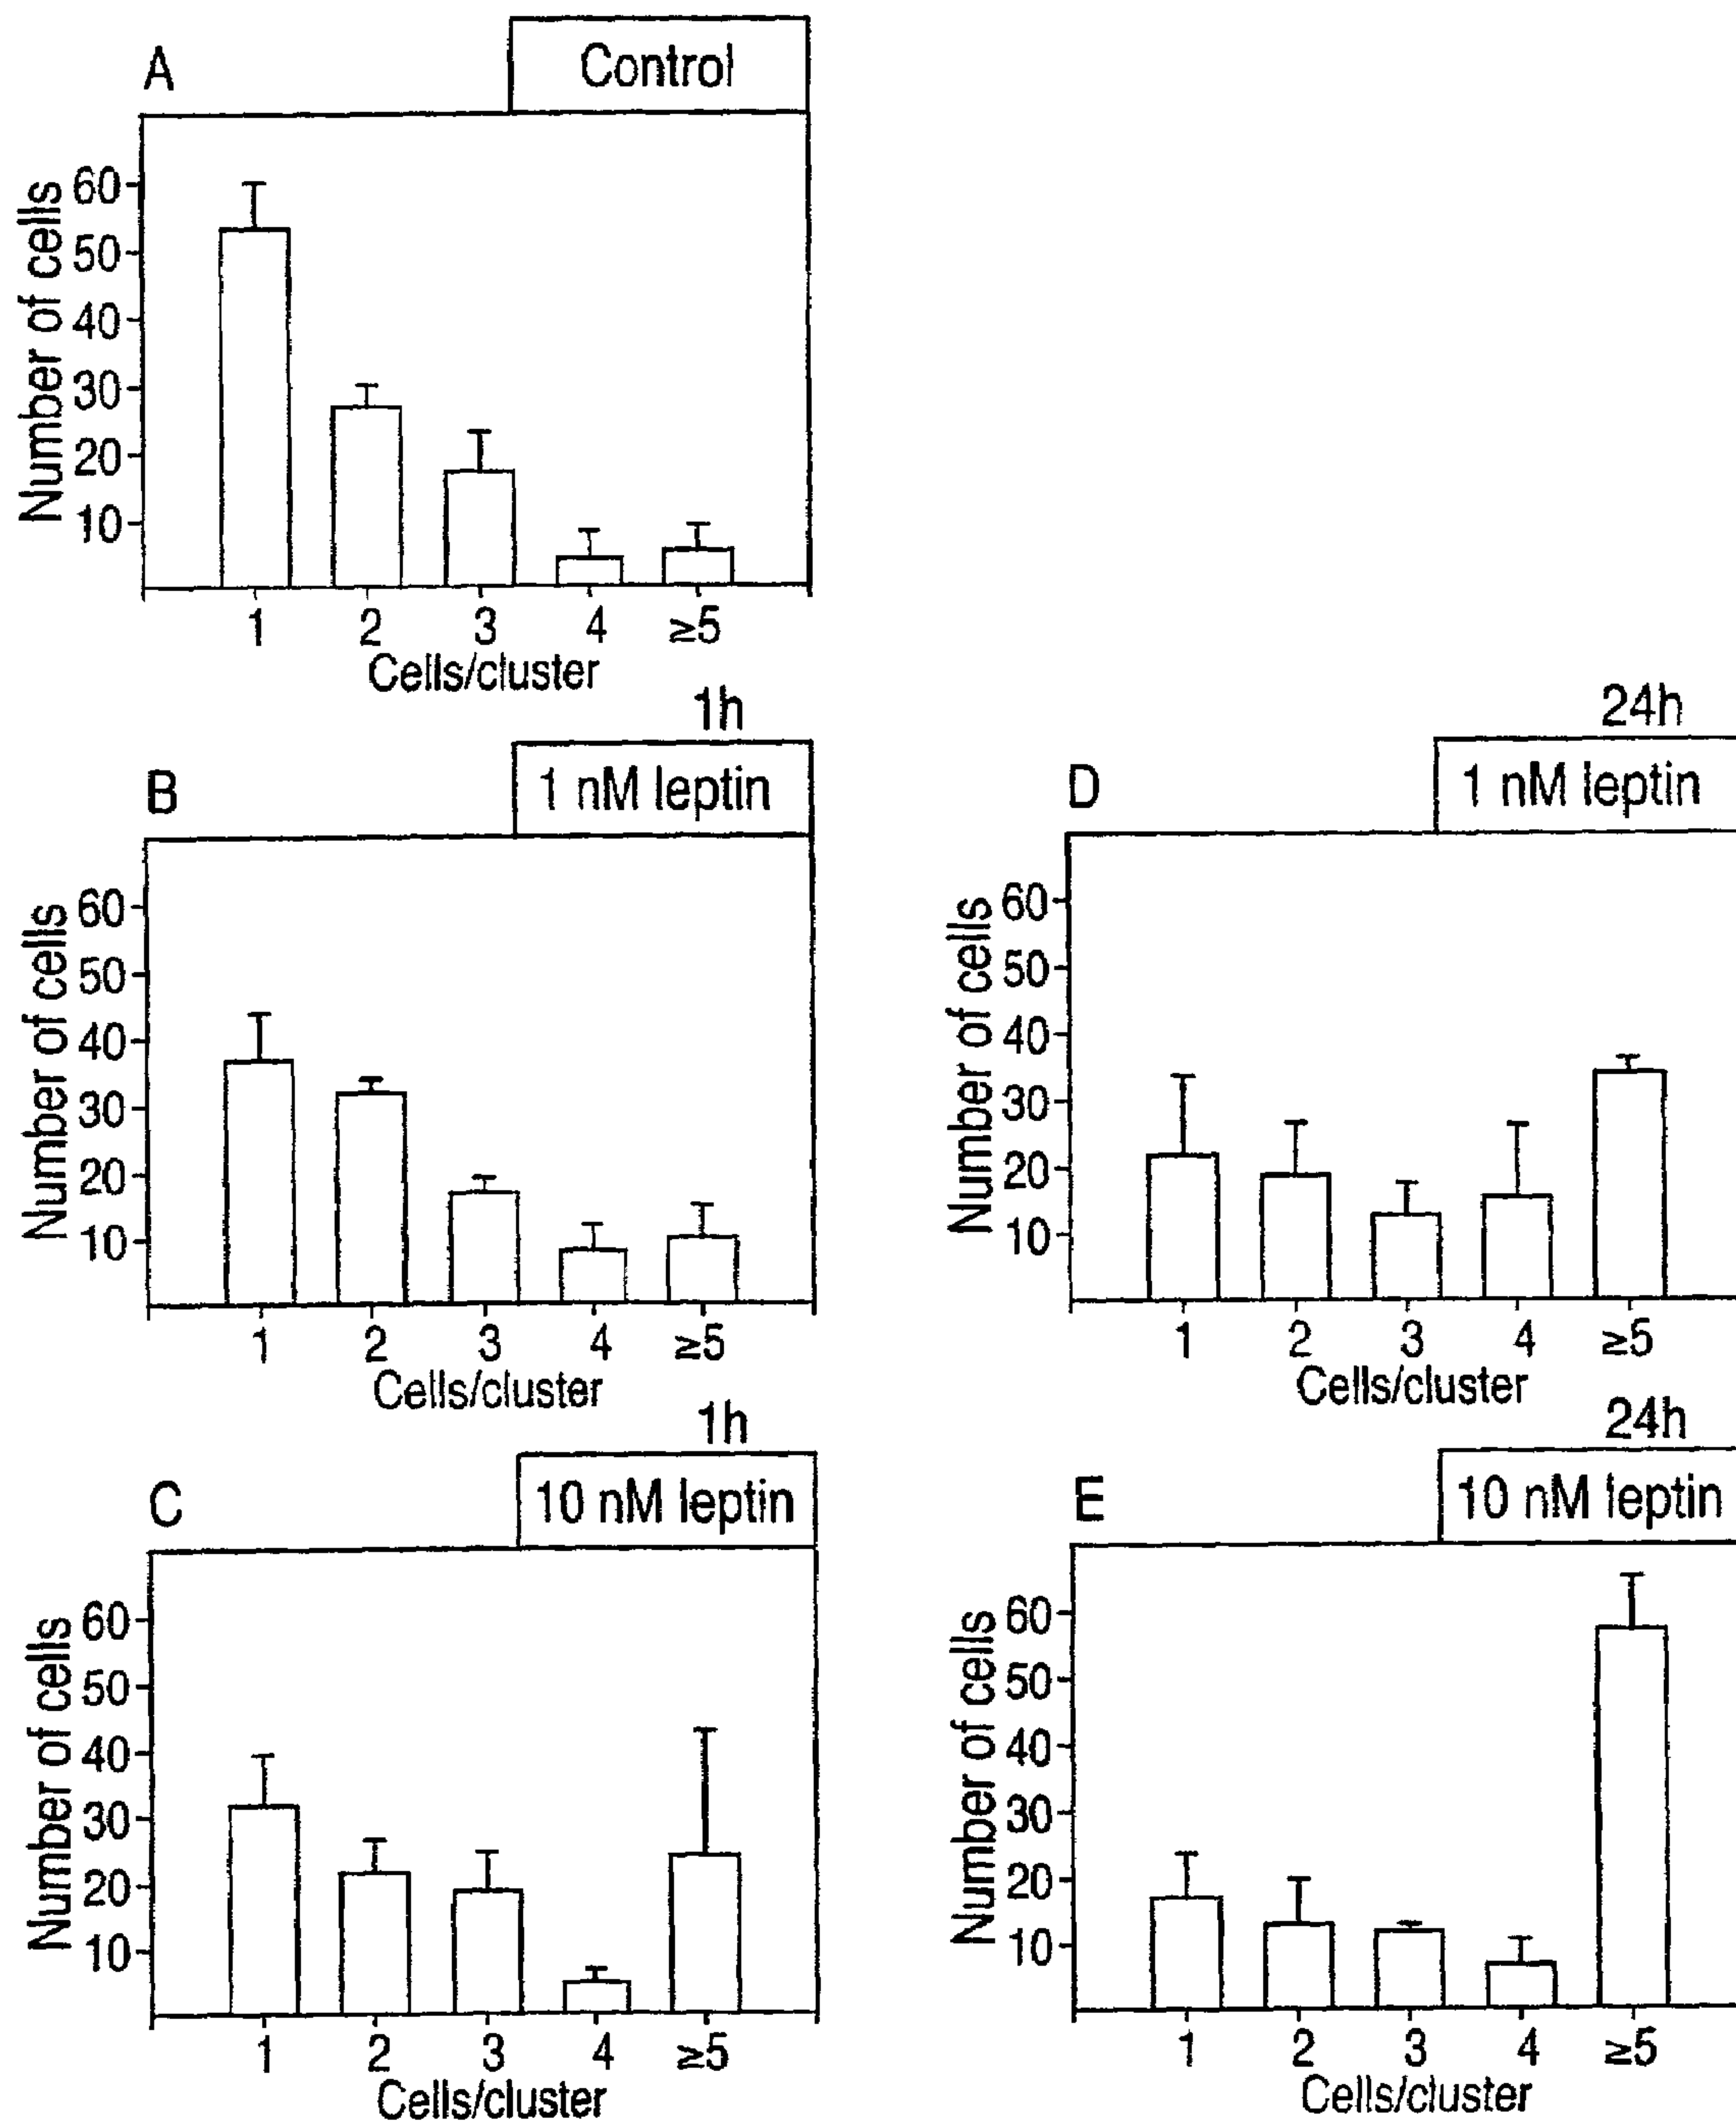 A
Control
Number of cells
60
50
40
30
20
10
1 2 3 4 ≥5
Cells/cluster
1h
B
1 nM leptin
Number of cells
60
50
40
30
20
10
1 2 3 4 ≥5
Cells/cluster
24h
D
1 nM leptin
Number of cells
60
50
40
30
20
10
1 2 3 4 ≥5
Cells/cluster
1h
C
10 nM leptin
Number of cells
60
50
40
30
20
10
1 2 3 4 ≥5
Cells/cluster
24h
E
10 nM leptin
Number of cells
60
50
40
30
20
10
1 2 3 4 ≥5
Cells/cluster